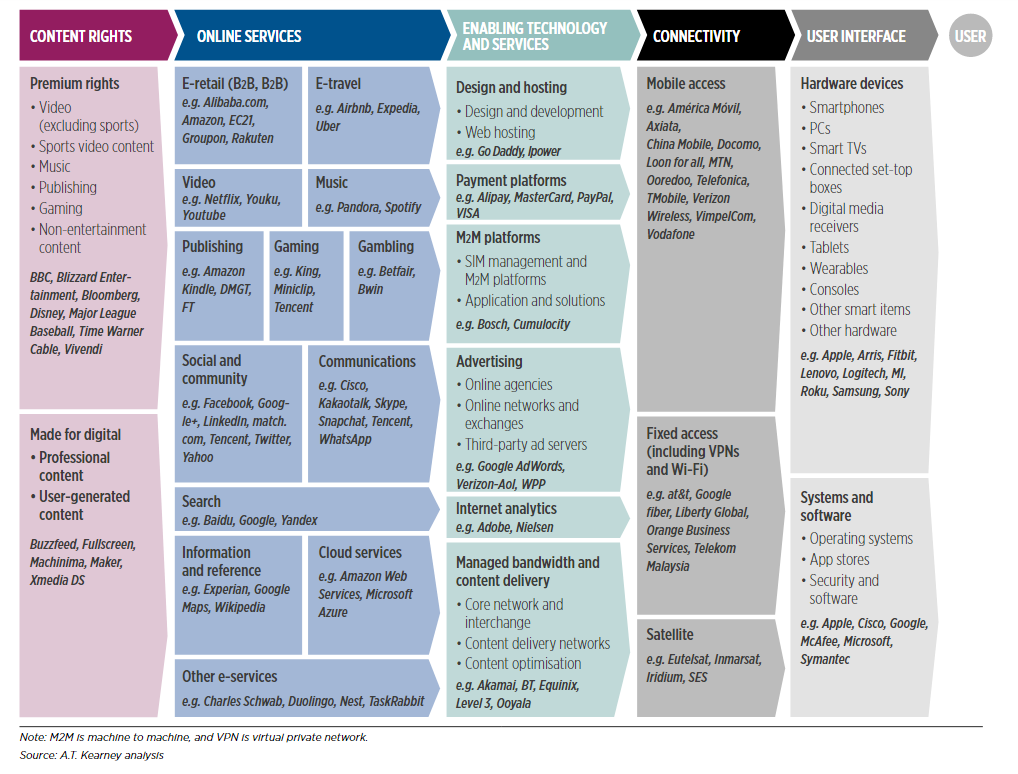 CONTENT RIGHTS
ONLINE SERVICES
ENABLING TECHNOLOGY
AND SERVICES
CONNECTIVITY
USER INTERFACE
USER
Premium rights
• Video
(excluding sports)
• Sports video content
• Music
• Publishing
• Gaming
• Non-entertainment
content
BBC, Blizzard Enter-
tainment, Bloomberg,
Disney, Major League
Baseball, Time Warner
Cable, Vivendi
Made for digital
• Professional
content
• User-generated
content
Buzzfeed, Fullscreen,
Machinima, Maker,
Xmedia DS
E-retail (B2B, B2B)
e.g. Alibaba.com,
Amazon, EC21,
Groupon, Rakuten
E-travel
e.g. Airbnb, Expedia,
Uber
Video
e.g. Netflix, Youku,
Youtube
Music
e.g. Pandora, Spotify
Publishing
e.g. Amazon
Kindle, DMGT,
FT
Gaming
e.g. King,
Miniclip,
Tencent
Gambling
e.g. Betfair,
Bwin
Social and
community
e.g. Facebook, Goog-
le+, LinkedIn, match.
com, Tencent, Twitter,
Yahoo
Communications
e.g. Cisco,
Kakaotalk, Skype,
Snapchat, Tencent,
WhatsApp
Search
e.g. Baidu, Google, Yandex
Information
and reference
e.g. Experian, Google
Maps, Wikipedia
Cloud services
e.g. Amazon Web
Services, Microsoft
Azure
Other e-services
e.g. Charles Schwab, Duolingo, Nest, TaskRabbit
Design and hosting
• Design and development
• Web hosting
e.g. Go Daddy, Ipower
Payment platforms
e.g. Alipay, MasterCard, PayPal,
VISA
M2M platforms
• SIM management and
M2M platforms
• Application and solutions
e.g. Bosch, Cumulocity
Advertising
• Online agencies
• Online networks and
exchanges
• Third-party ad servers
e.g. Google AdWords,
Verizon-Aol, WPP
Internet analytics
e.g. Adobe, Nielsen
Managed bandwidth and
content delivery
• Core network and
interchange
• Content delivery networks
• Content optimisation
e.g. Akamai, BT, Equinix,
Level 3, Ooyala
Mobile access
e.g. América Móvil,
Axiata,
China Mobile, Docomo,
Loon for all, MTN,
Ooredoo, Telefonica,
TMobile, Verizon
Wireless, VimpelCom,
Vodafone
Fixed access
(including VPNs
and Wi-Fi)
e.g. at&t, Google
fiber, Liberty Global,
Orange Business
Services, Telekom
Malaysia
Satellite
e.g. Eutelsat, Inmarsat,
Iridium, SES
Hardware devices
• Smartphones
• PCs
• Smart TVs
• Connected set-top
boxes
• Digital media
receivers
• Tablets
• Wearables
• Consoles
• Other smart items
• Other hardware
e.g. Apple, Arris, Fitbit,
Lenovo, Logitech, MI,
Roku, Samsung, Sony
Systems and
software
• Operating systems
• App stores
• Security and
software
e.g. Apple, Cisco, Google,
McAfee, Microsoft,
Symantec
Note: M2M is machine to machine, and VPN is virtual private network.
Source: A.T. Kearney analysis